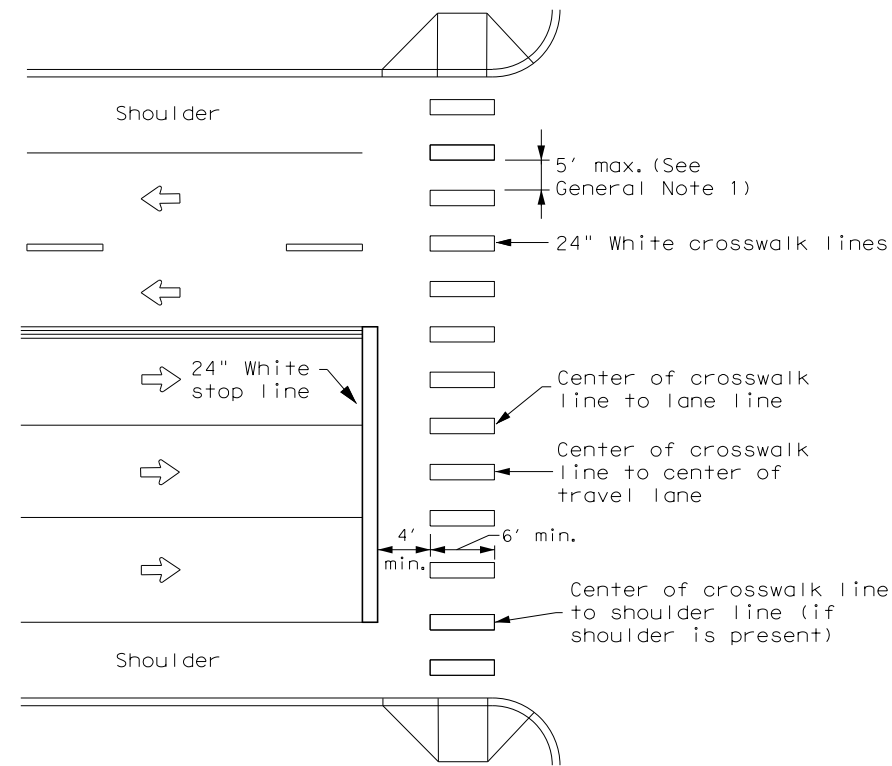 Shoulder
5' max. (See
General Note 1)
24" White crosswalk lines
24" White
stop line
Center of crosswalk
line to lane line
Center of crosswalk
line to center of
travel lane
4'
min.
6' min.
Center of crosswalk line
to shoulder line (if
shoulder is present)
Shoulder